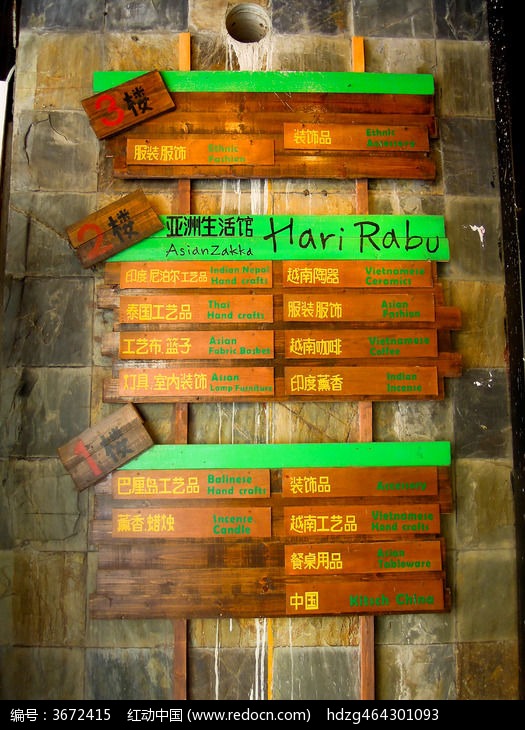 3楼
服装服饰 Ethnic Fashion
装饰品 Ethnic Accessory
2楼
亚洲生活馆 Hari Rabu
AsianZakka
印度.尼泊尔工艺品 Indian Nepal Hand crafts
越南陶器 Vietnamese Ceramics
泰国工艺品 Thai Hand crafts
服装服饰 Asian Fashion
工艺布.篮子 Asian Fabric Basket
越南咖啡 Vietnamese Coffee
灯具.室内装饰 Asian Lamp Furniture
印度薰香 Indian Incense
1楼
巴厘岛工艺品 Balinese Hand crafts
装饰品 Accessory
薰香.蜡烛 Incense Candle
越南工艺品 Vietnamese Hand crafts
餐桌用品 Asian Tableware
中国 Kitsch China
编号：3672415 红动中国 (www.redocn.com) hdzg464301093